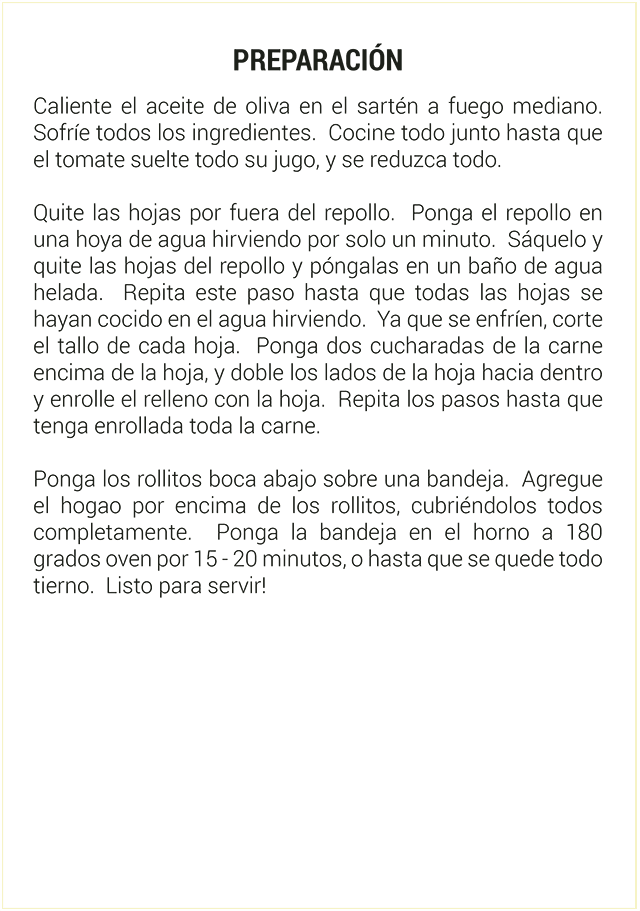 PREPARACIÓN
Caliente el aceite de oliva en el sartén a fuego mediano.
Sofríe todos los ingredientes. Cocine todo junto hasta que
el tomate suelte todo su jugo, y se reduzca todo.
Quite las hojas por fuera del repollo. Ponga el repollo en
una hoya de agua hirviendo por solo un minuto. Sáquelo y
quite las hojas del repollo y póngalas en un baño de agua
helada. Repita este paso hasta que todas las hojas se
hayan cocido en el agua hirviendo. Ya que se enfríen, corte
el tallo de cada hoja. Ponga dos cucharadas de la carne
encima de la hoja, y doble los lados de la hoja hacia dentro
y enrolle el relleno con la hoja. Repita los pasos hasta que
tenga enrollada toda la carne.
Ponga los rollitos boca abajo sobre una bandeja. Agregue
el hogao por encima de los rollitos, cubriéndolos todos
completamente. Ponga la bandeja en el horno a 180
grados oven por 15 - 20 minutos, o hasta que se quede todo
tierno. Listo para servir!